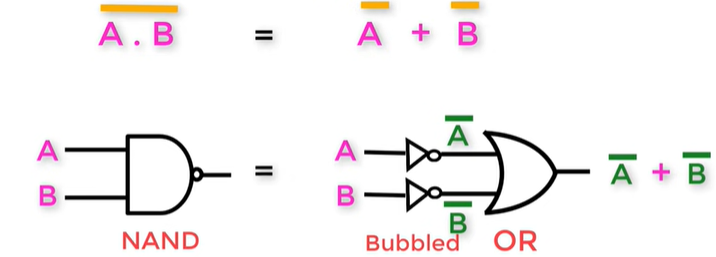 A̅ ̅.̅ ̅B̅ = A̅ + B̅
A
B
NAND
=
A
B
A̅
B̅
Bubbled OR
A̅ + B̅